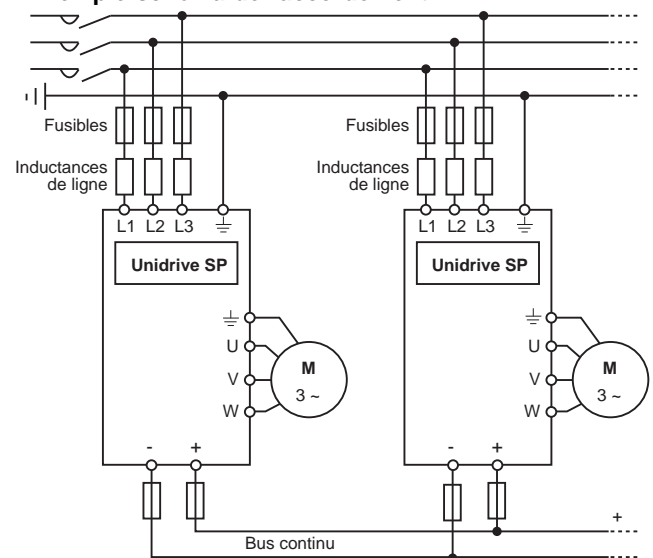 Fusibles
Fusibles
Inductances
de ligne
Inductances
de ligne
L1 L2 L3
L1 L2 L3
Unidrive SP
Unidrive SP
U
V
W
M
3 ~
U
V
W
M
3 ~
- +
- +
+
Bus continu